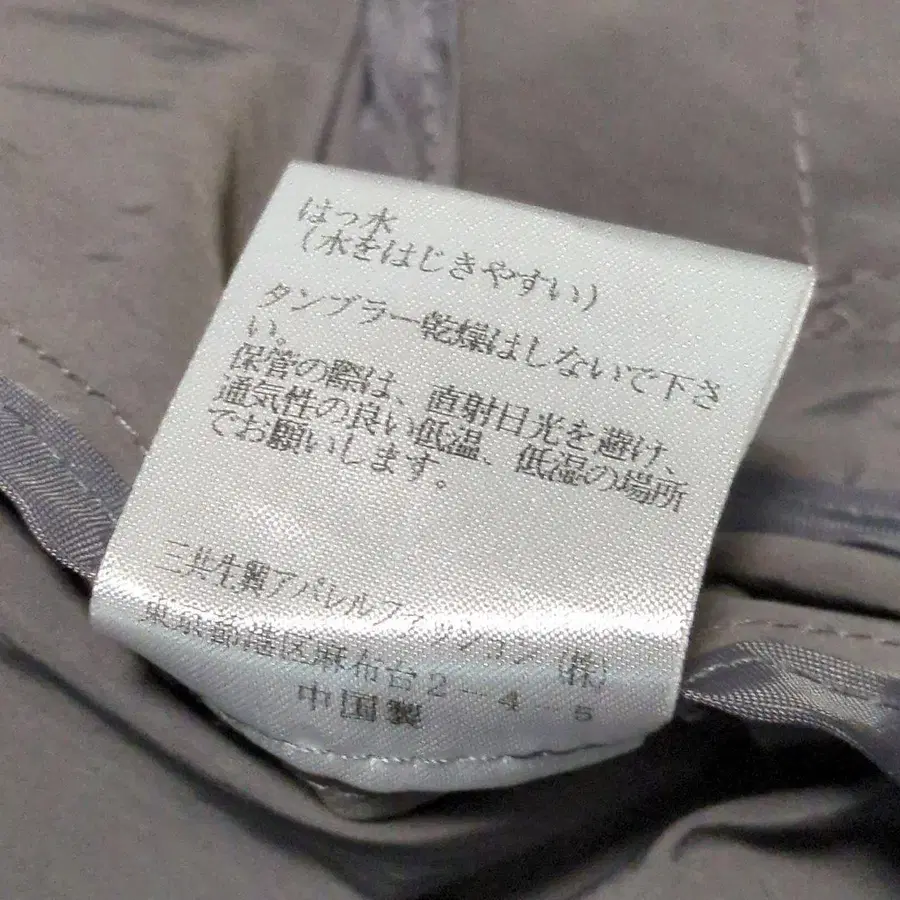 はっ水
(水をはじきやすい)
タンブラー乾燥はしないで下さ
い。
保管の際は、直射日光を避け、
通気性の良い低温、低湿の場所
でお願いします。
三共生興アパレルファッション(株)
東京都港区麻布台2-4-5
中国製